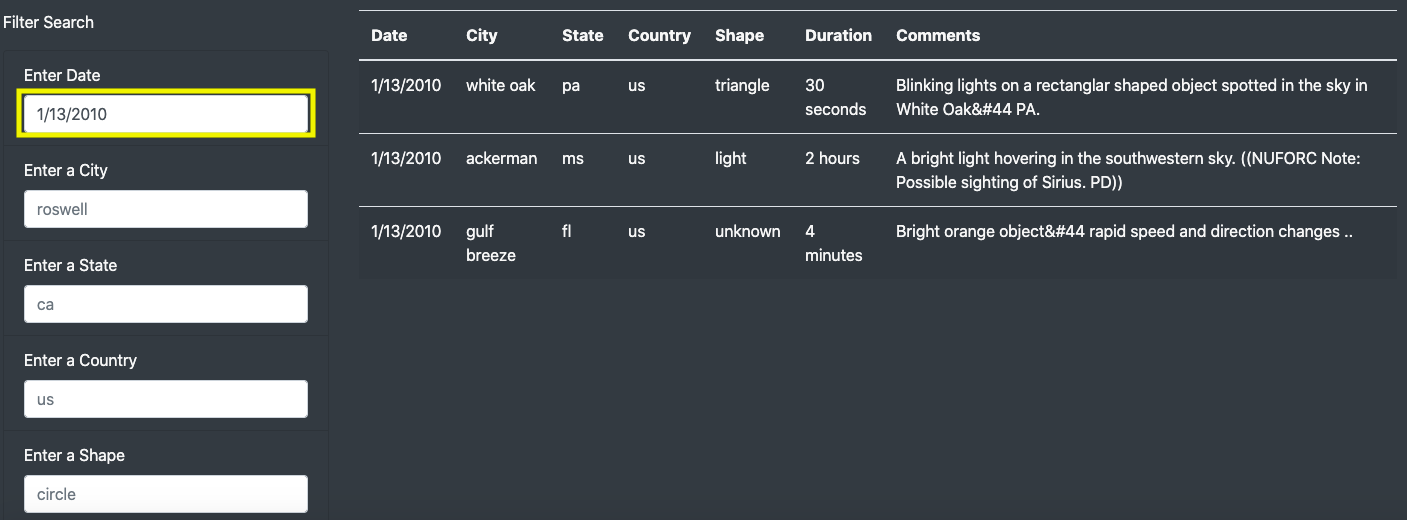 Filter Search
Enter Date
1/13/2010
Enter a City
roswell
Enter a State
ca
Enter a Country
us
Enter a Shape
circle
Date City State Country Shape Duration Comments
1/13/2010 white oak pa us triangle 30 Blinking lights on a rectanglar shaped object spotted in the sky in
seconds White Oak&#44 PA.
1/13/2010 ackerman ms us light 2 hours A bright light hovering in the southwestern sky. ((NUFORC Note:
Possible sighting of Sirius. PD))
1/13/2010 gulf fl us unknown 4 Bright orange object&#44 rapid speed and direction changes ..
breeze minutes